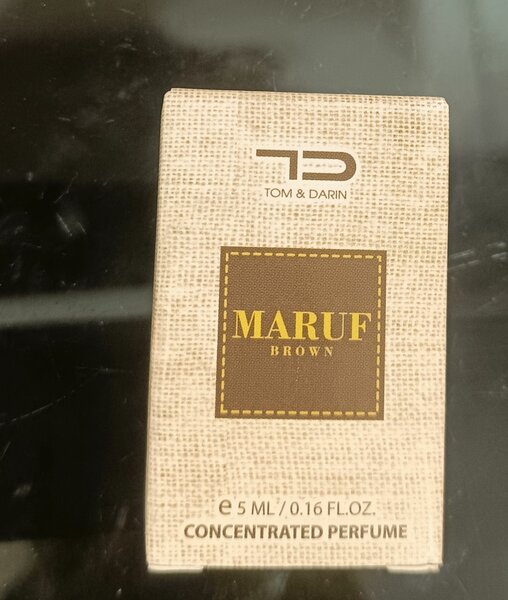 TD
TOM & DARIN
MARUF
BROWN
e 5 ML / 0.16 FL.OZ.
CONCENTRATED PERFUME